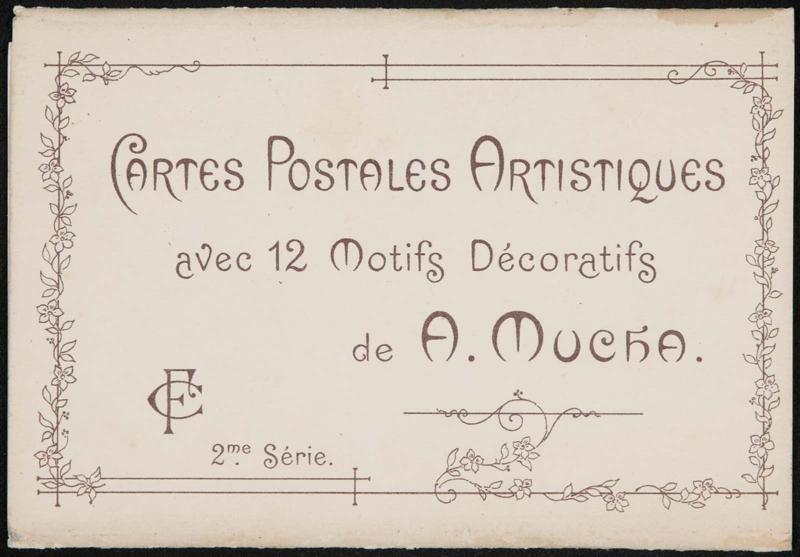 Cartes Postales Artistiques
avec 12 Motifs Décoratifs
de A. Mucha.
FC
2me Série.